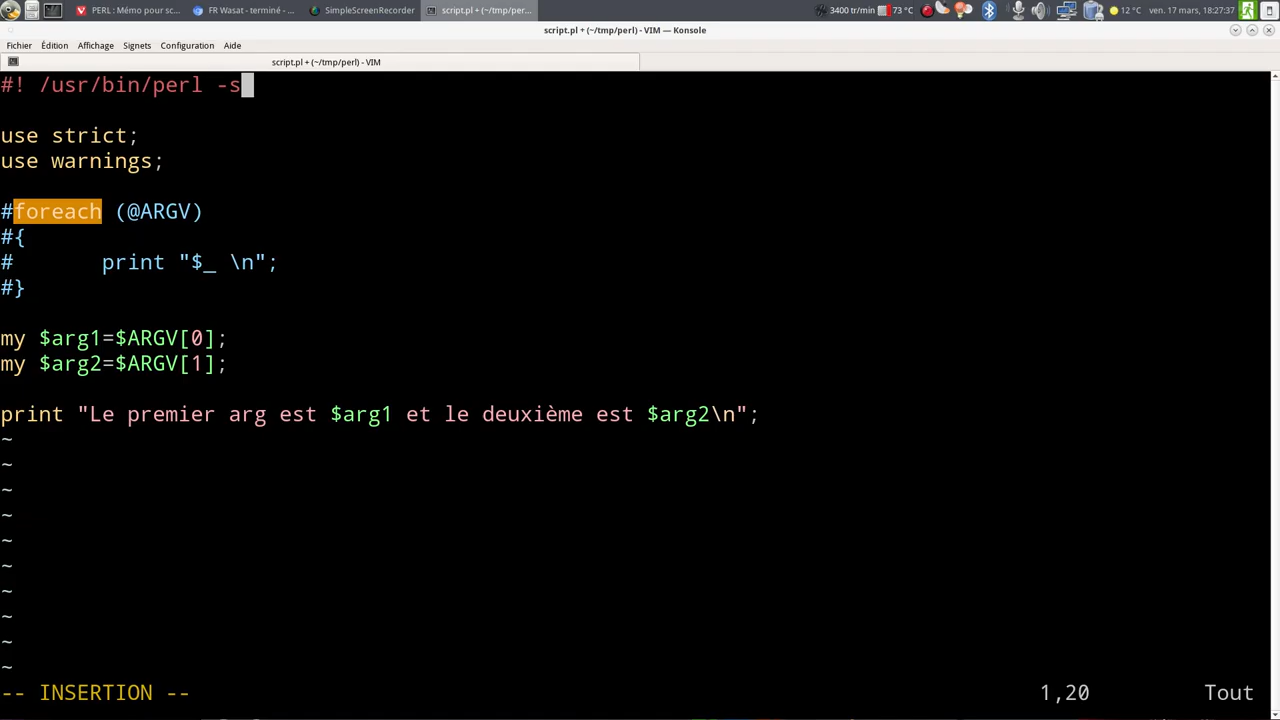 PERL : Mémo pour sc...
FR Wasat - terminé - ...
SimpleScreenRecorder
script.pl + (~/tmp/per...
3400 tr/min
73 °C
12 °C
ven. 17 mars, 18:27:37
script.pl + (~/tmp/perl) - VIM — Konsole
Fichier Édition Affichage Signets Configuration Aide
script.pl + (~/tmp/perl) - VIM
#! /usr/bin/perl -s
use strict;
use warnings;
#foreach (@ARGV)
#{
#       print "$_ \n";
#}
my $arg1=$ARGV[0];
my $arg2=$ARGV[1];
print "Le premier arg est $arg1 et le deuxième est $arg2\n";
~
~
~
~
~
~
~
~
~
~
-- INSERTION -- 1,20 Tout